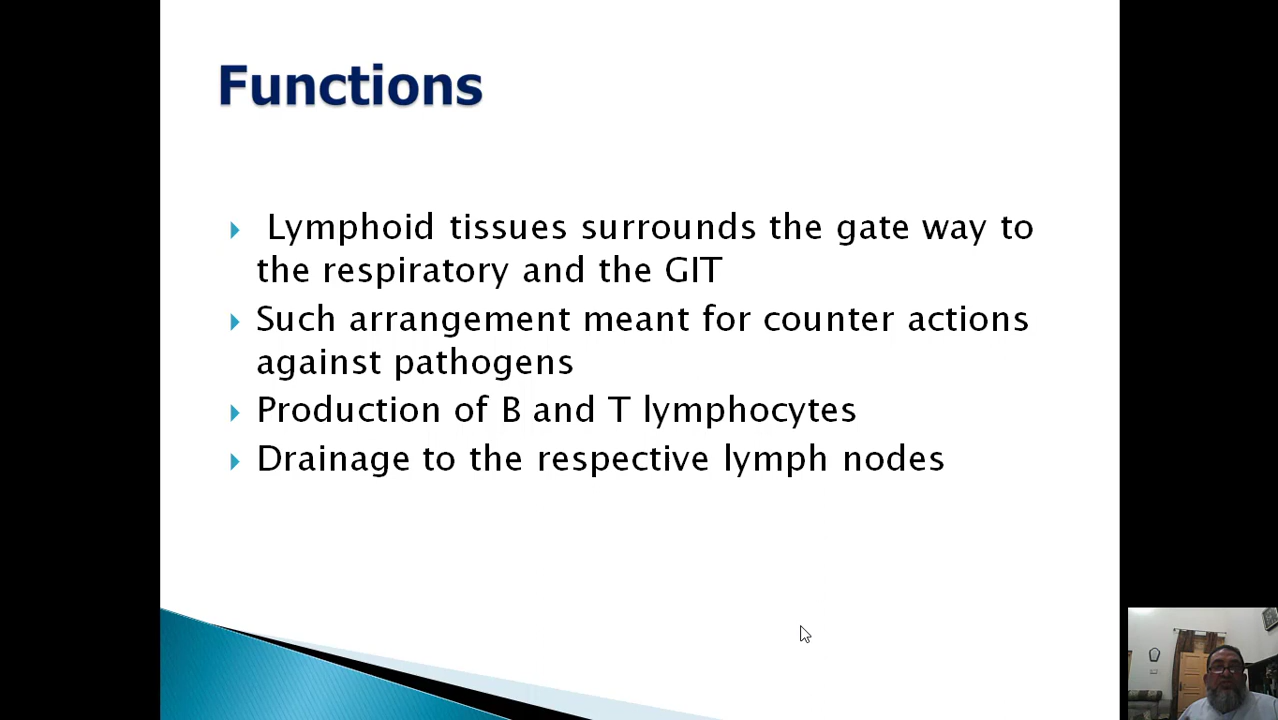 Functions
Lymphoid tissues surrounds the gate way to
the respiratory and the GIT
Such arrangement meant for counter actions
against pathogens
Production of B and T lymphocytes
Drainage to the respective lymph nodes